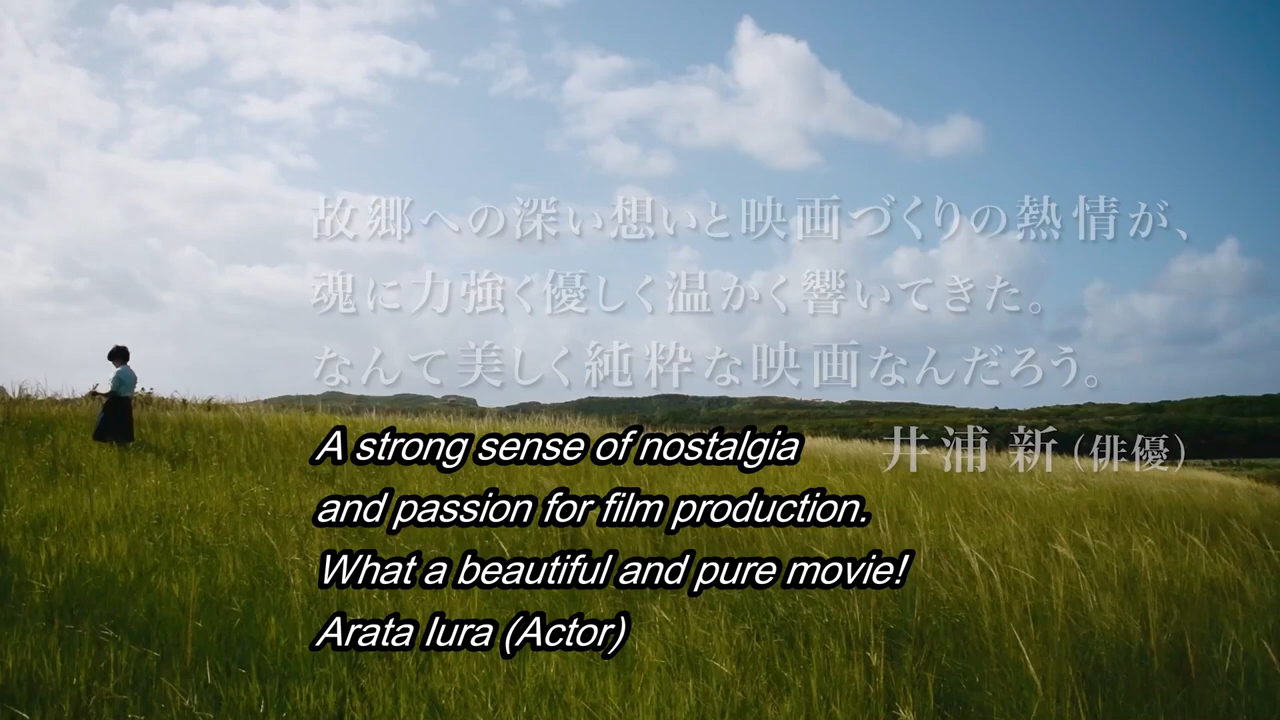 故郷への深い想いと映画づくりの熱情が、
魂に力強く優しく温かく響いてきた。
なんて美しく純粋な映画なんだろう。
井浦 新（俳優）
A strong sense of nostalgia
and passion for film production.
What a beautiful and pure movie!
Arata Iura (Actor)